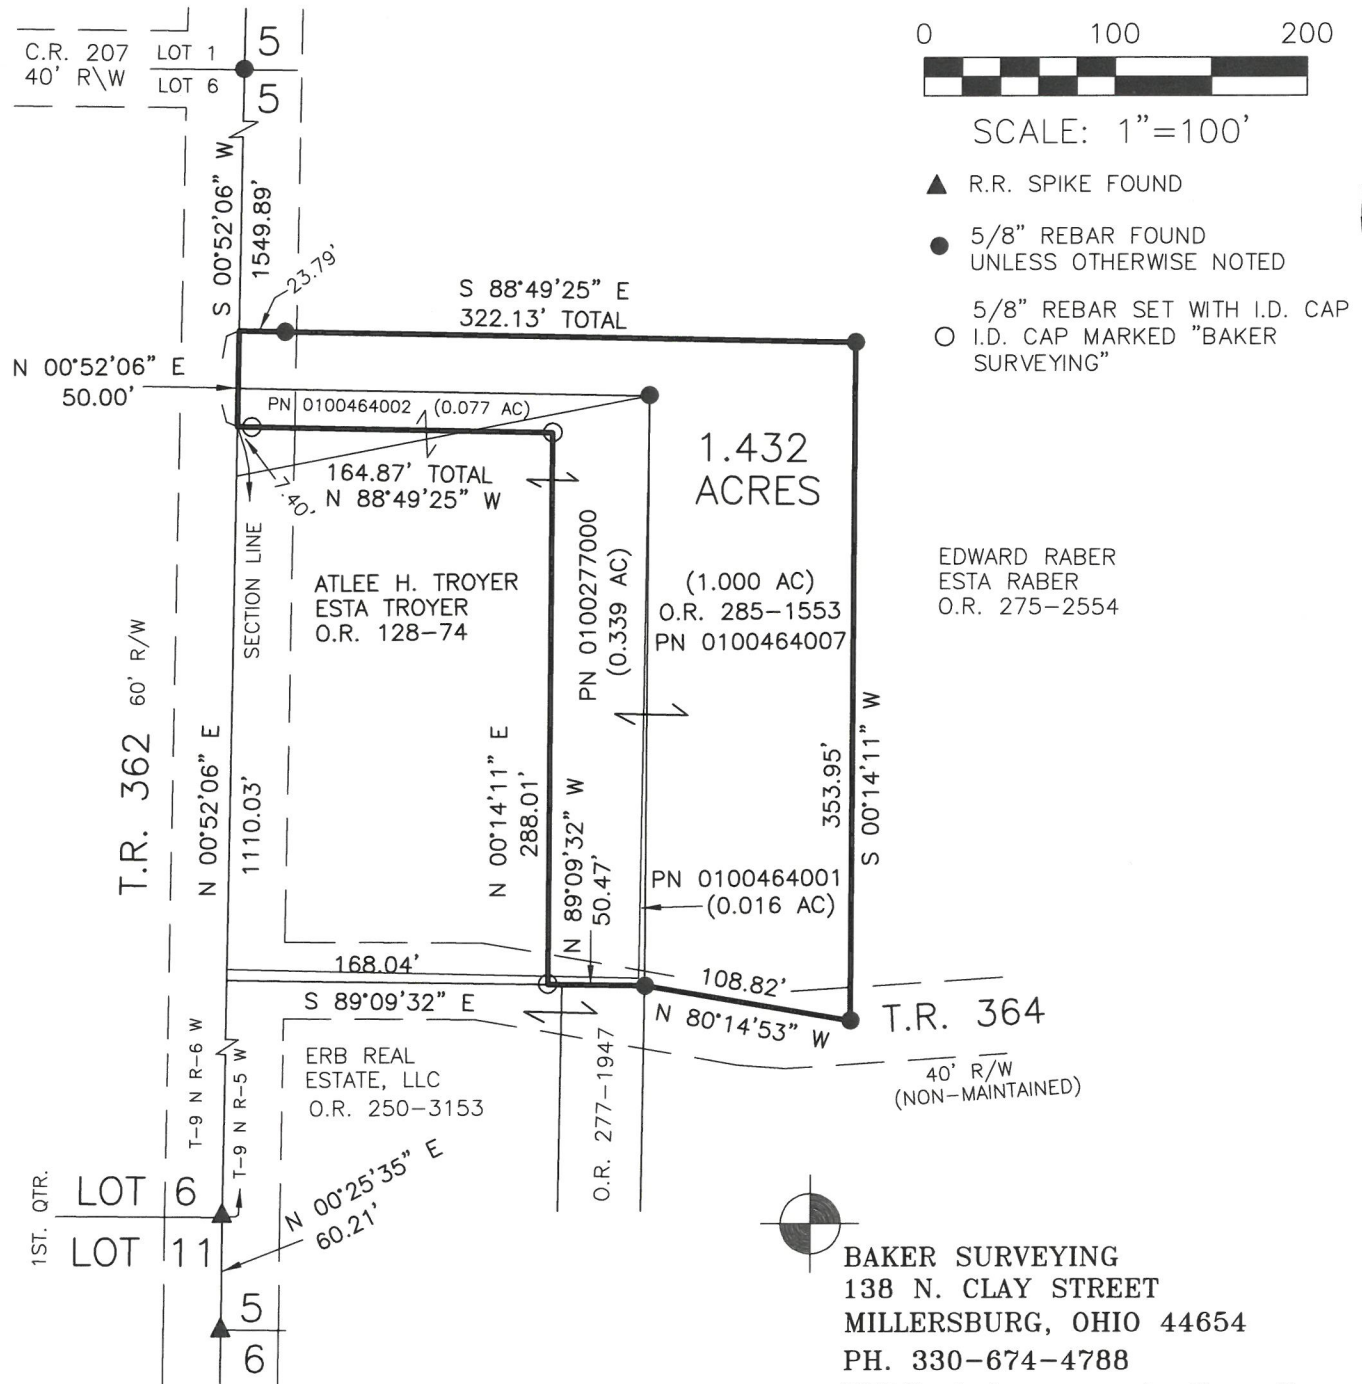 C.R. 207
40' R\W
LOT 1
LOT 6
5
5
0 100 200
SCALE: 1"=100'
R.R. SPIKE FOUND
5/8" REBAR FOUND
UNLESS OTHERWISE NOTED
5/8" REBAR SET WITH I.D. CAP
I.D. CAP MARKED "BAKER
SURVEYING"
S 00°52'06" W
1549.89'
23.79'
S 88°49'25" E
322.13' TOTAL
N 00°52'06" E
50.00'
PN 0100464002 (0.077 AC)
164.87' TOTAL
N 88°49'25" W
7.40'
SECTION LINE
1.432
ACRES
ATLEE H. TROYER
ESTA TROYER
O.R. 128-74
PN 0100277000
(0.339 AC)
(1.000 AC)
O.R. 285-1553
PN 0100464007
EDWARD RABER
ESTA RABER
O.R. 275-2554
T.R. 362 60' R/W
N 00°52'06" E
1110.03'
N 00°14'11" E
288.01'
N 89°09'32" W
50.47'
353.95'
S 00°14'11" W
PN 0100464001
(0.016 AC)
168.04'
S 89°09'32" E
108.82'
N 80°14'53" W
T.R. 364
40' R/W
(NON-MAINTAINED)
ERB REAL
ESTATE, LLC
O.R. 250-3153
O.R. 277-1947
T-9 N R-6 W
T-9 N R-5 W
N 00°25'35" E
60.21'
1ST. QTR.
LOT 6
LOT 11
5
6
BAKER SURVEYING
138 N. CLAY STREET
MILLERSBURG, OHIO 44654
PH. 330-674-4788